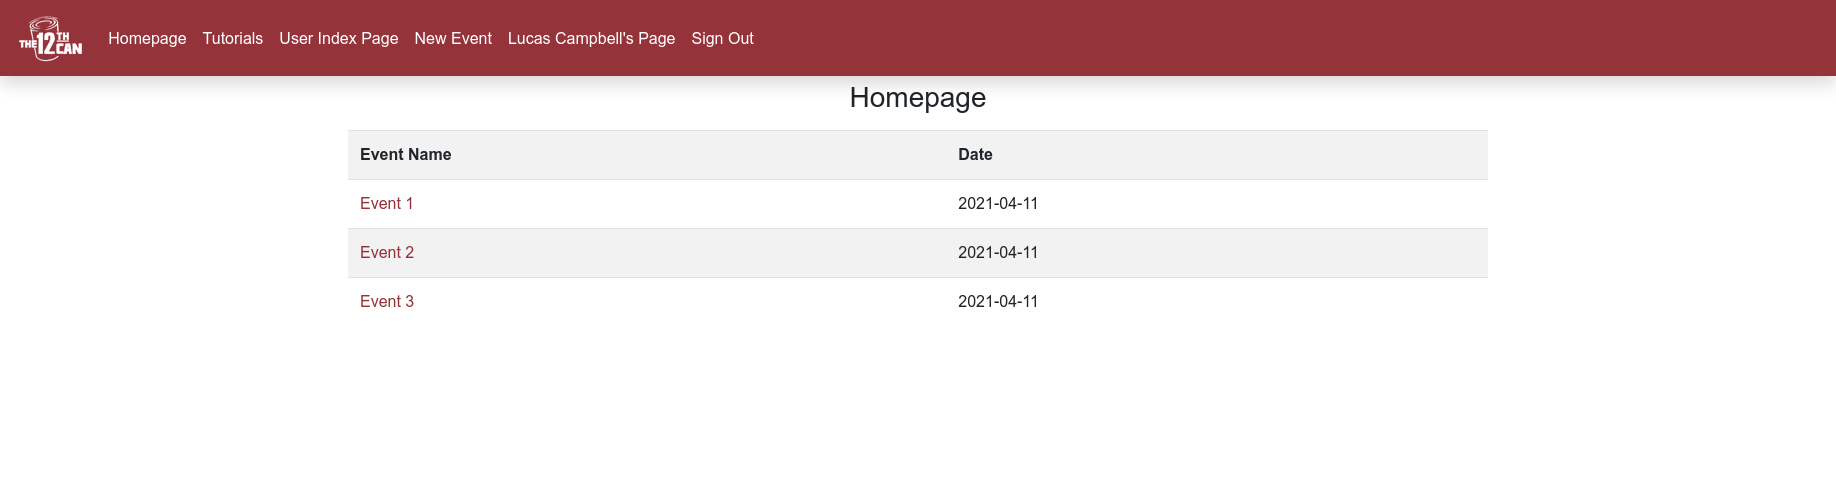 THE 12TH CAN
Homepage Tutorials User Index Page New Event Lucas Campbell's Page Sign Out
Homepage
Event Name Date
Event 1 2021-04-11
Event 2 2021-04-11
Event 3 2021-04-11